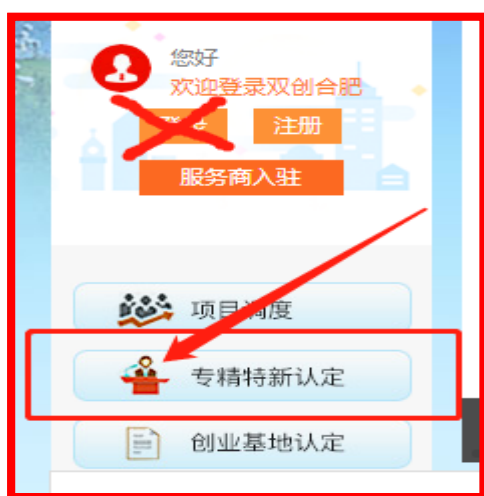 您好
欢迎登录双创合肥
注册
服务商入驻
项目调度
专精特新认定
创业基地认定